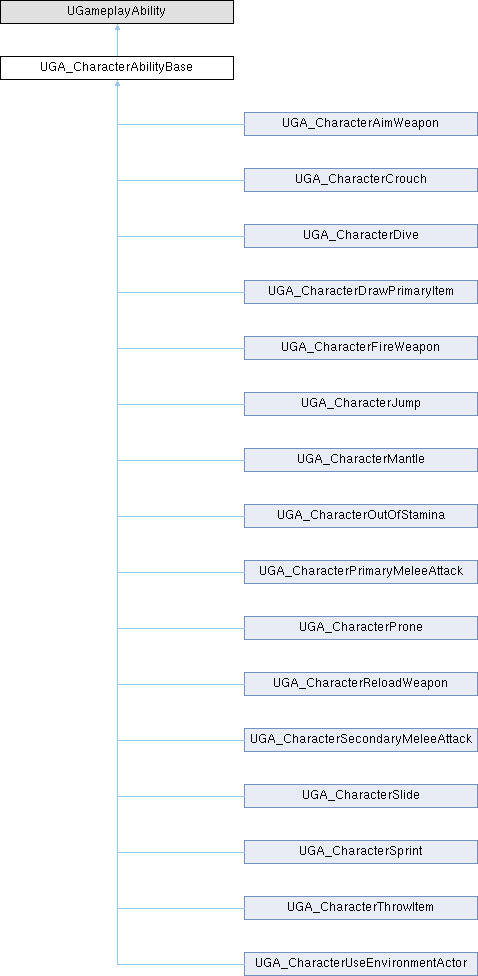 UGameplayAbility
UGA_CharacterAbilityBase
UGA_CharacterAimWeapon
UGA_CharacterCrouch
UGA_CharacterDive
UGA_CharacterDrawPrimaryItem
UGA_CharacterFireWeapon
UGA_CharacterJump
UGA_CharacterMantle
UGA_CharacterOutOfStamina
UGA_CharacterPrimaryMeleeAttack
UGA_CharacterProne
UGA_CharacterReloadWeapon
UGA_CharacterSecondaryMeleeAttack
UGA_CharacterSlide
UGA_CharacterSprint
UGA_CharacterThrowItem
UGA_CharacterUseEnvironmentActor